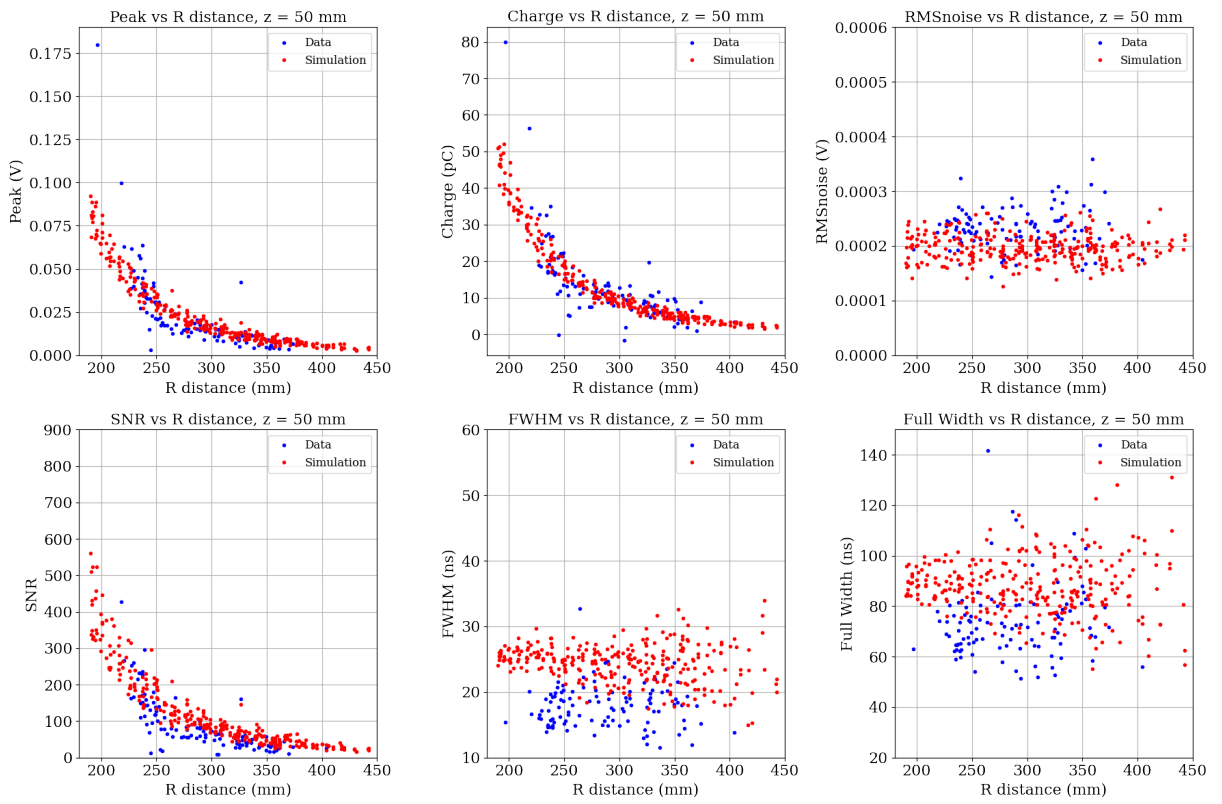 Peak vs R distance, z = 50 mm
Peak (V)
0.175
0.150
0.125
0.100
0.075
0.050
0.025
0.000
200 250 300 350 400 450
R distance (mm)
Data
Simulation
Charge vs R distance, z = 50 mm
Charge (pC)
80
70
60
50
40
30
20
10
0
200 250 300 350 400 450
R distance (mm)
Data
Simulation
RMSnoise vs R distance, z = 50 mm
RMSnoise (V)
0.0006
0.0005
0.0004
0.0003
0.0002
0.0001
0.0000
200 250 300 350 400 450
R distance (mm)
Data
Simulation
SNR vs R distance, z = 50 mm
SNR
900
800
700
600
500
400
300
200
100
0
200 250 300 350 400 450
R distance (mm)
Data
Simulation
FWHM vs R distance, z = 50 mm
FWHM (ns)
60
50
40
30
20
10
200 250 300 350 400 450
R distance (mm)
Data
Simulation
Full Width vs R distance, z = 50 mm
Full Width (ns)
140
120
100
80
60
40
20
200 250 300 350 400 450
R distance (mm)
Data
Simulation